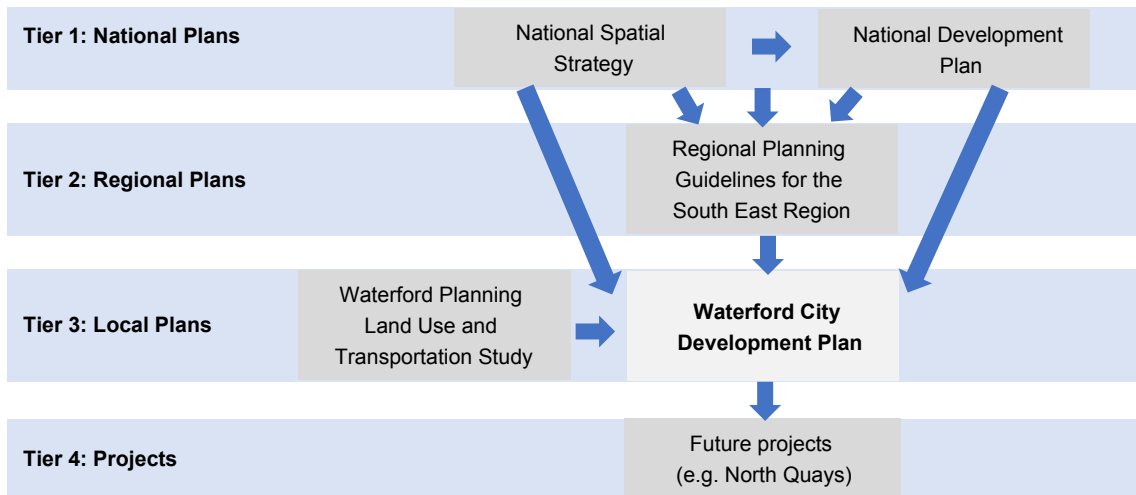 Tier 1: National Plans
National Spatial
Strategy
National Development
Plan
Tier 2: Regional Plans
Regional Planning
Guidelines for the
South East Region
Tier 3: Local Plans
Waterford Planning
Land Use and
Transportation Study
Waterford City
Development Plan
Tier 4: Projects
Future projects
(e.g. North Quays)